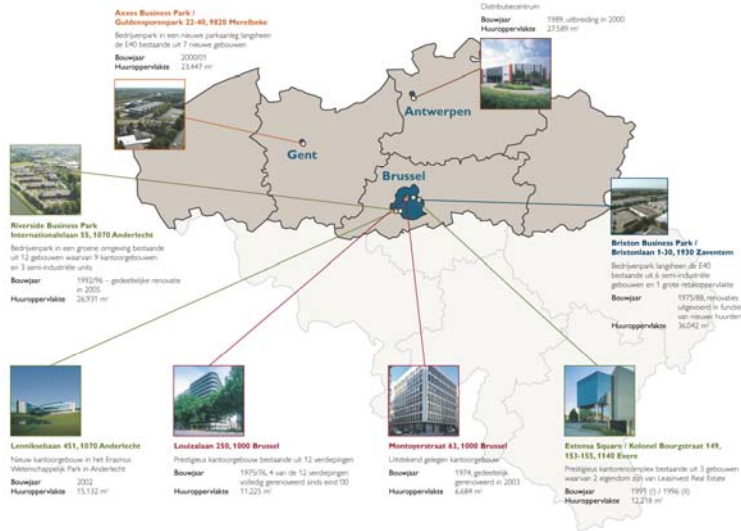 Axxes Business Park /
Guldensporenpark 22-40, 9820 Merelbeke
Bedrijvenpark in een nieuwe parkaanleg langsheen
de E40 bestaande uit 7 nieuwe gebouwen
Bouwjaar 2000/01
Huuroppervlakte 23.447 m²
Distributiecentrum
Bouwjaar 1989, uitbreiding in 2000
Huuroppervlakte 27.589 m²
Antwerpen
Gent
Brussel
Riverside Business Park
Internationalelaan 55, 1070 Anderlecht
Bedrijvenpark in een groene omgeving bestaande
uit 12 gebouwen waarvan 9 kantoorgebouwen
en 3 semi-industriële units
Bouwjaar 1992/96 – gedeeltelijke renovatie
in 2005
Huuroppervlakte 26.931 m²
Brixton Business Park /
Brixtonlaan 1-30, 1930 Zaventem
Bedrijvenpark langsheen de E40
bestaande uit 6 semi-industriële
gebouwen en 1 grote retailoppervlakte
Bouwjaar 1975/88, renovaties
uitgevoerd in functie
van nieuwe huurders
Huuroppervlakte 36.042 m²
Lenniksebaan 451, 1070 Anderlecht
Nieuw kantoorgebouw in het Erasmus
Wetenschappelijk Park in Anderlecht
Bouwjaar 2002
Huuroppervlakte 15.132 m²
Louizalaan 250, 1000 Brussel
Prestigieus kantoorgebouw bestaande uit 12 verdiepingen
Bouwjaar 1975/76, 4 van de 12 verdiepingen
volledig gerenoveerd sinds eind '00
Huuroppervlakte 11.225 m²
Montoyerstraat 63, 1000 Brussel
Uitstekend gelegen kantoorgebouw
Bouwjaar 1974, gedeeltelijk
gerenoveerd in 2003
Huuroppervlakte 6.684 m²
Extensa Square / Kolonel Bourgstraat 149,
153-155, 1140 Evere
Prestigieus kantorencomplex bestaande uit 3 gebouwen
waarvan 2 eigendom zijn van Leasinvest Real Estate
Bouwjaar 1995 (I) / 1996 (II)
Huuroppervlakte 12.218 m²